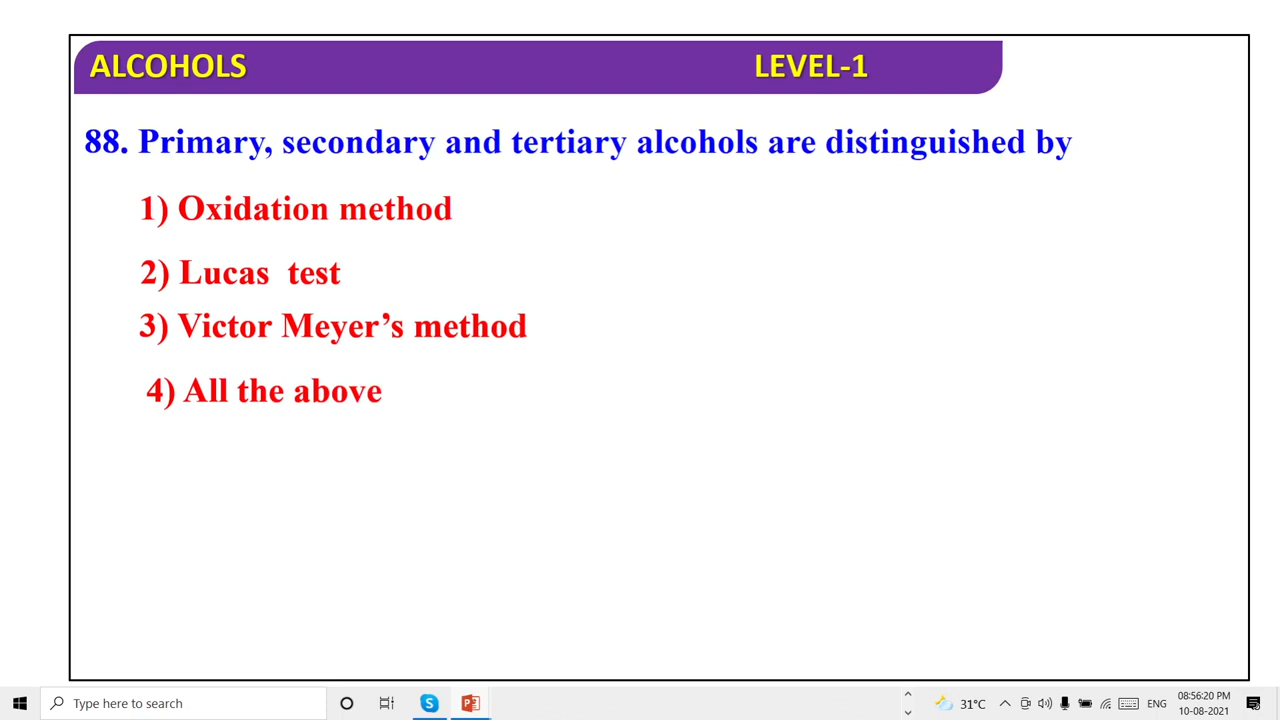 ALCOHOLS LEVEL-1
88. Primary, secondary and tertiary alcohols are distinguished by
1) Oxidation method
2) Lucas test
3) Victor Meyer’s method
4) All the above
Type here to search
31°C
ENG
08:56:20 PM
10-08-2021